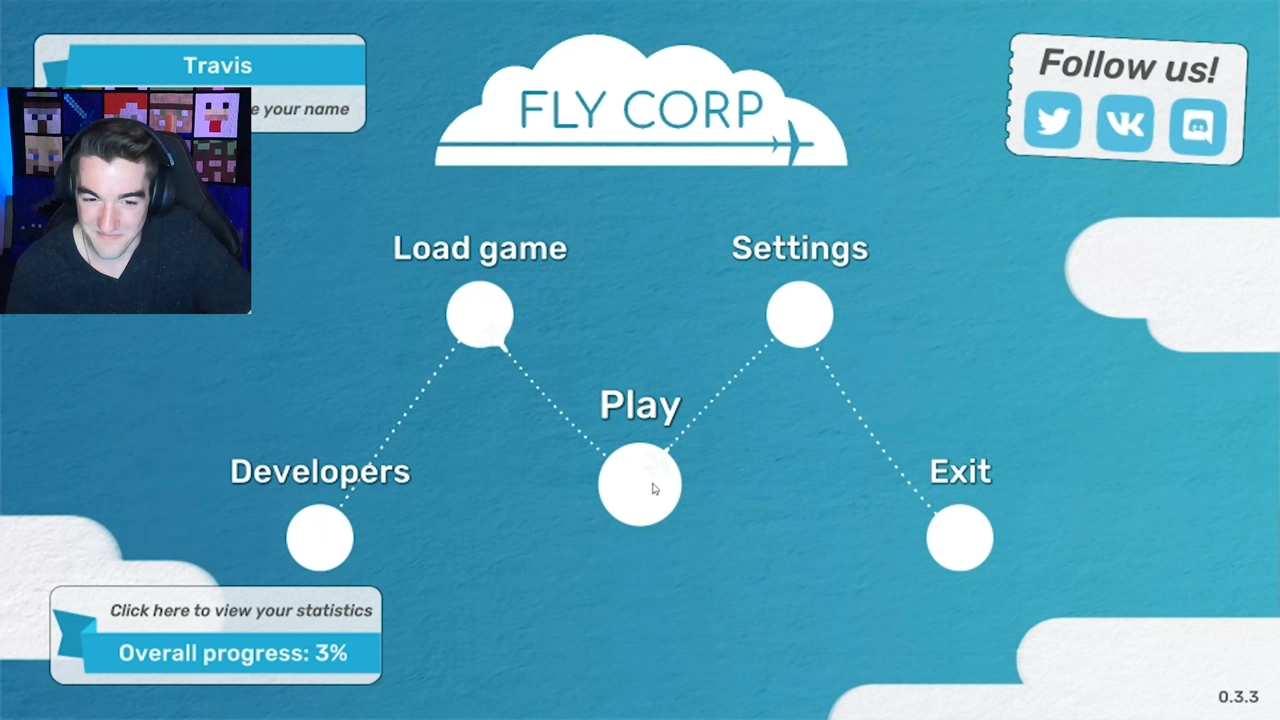 Travis
e your name
FLY CORP
Follow us!
Load game
Settings
Play
Developers
Exit
Click here to view your statistics
Overall progress: 3%
0.3.3